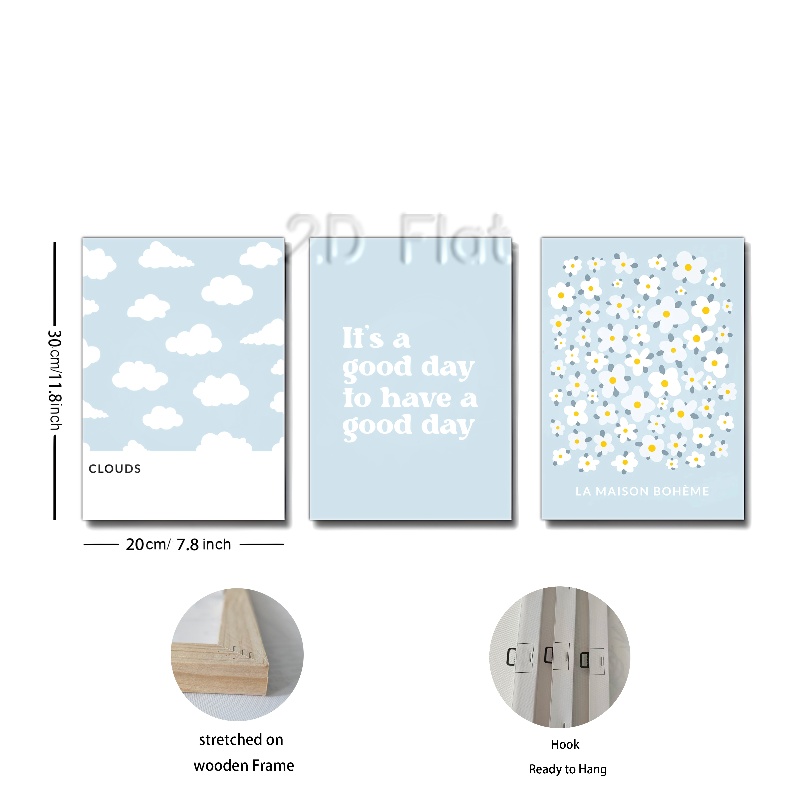 2.D Flat
30cm/11.8inch
CLOUDS
It's a
good day
to have a
good day
LA MAISON BOHÈME
20cm/ 7.8 inch
stretched on
wooden Frame
Hook
Ready to Hang